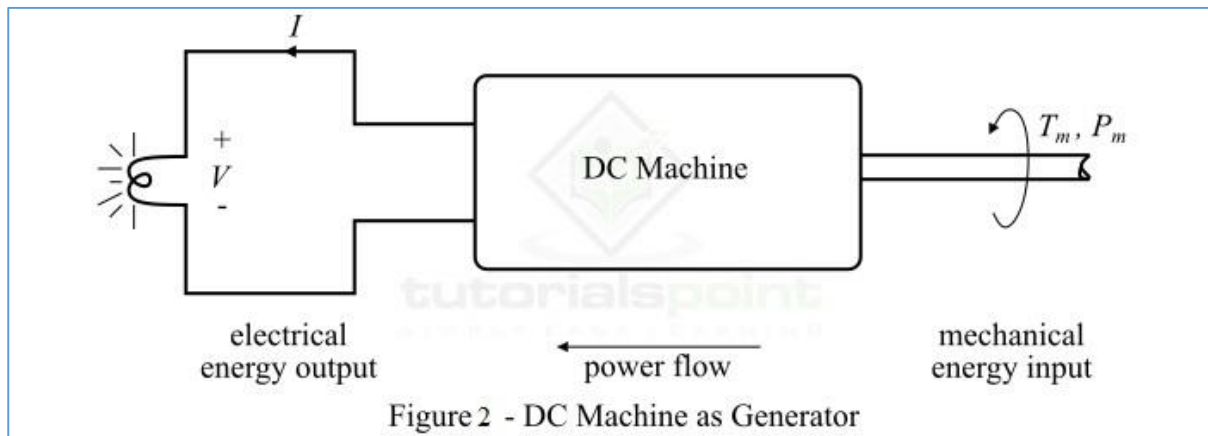 I
+
V
-
DC Machine
T_m, P_m
tutorialspoint
electrical
energy output
power flow
mechanical
energy input
Figure 2 - DC Machine as Generator